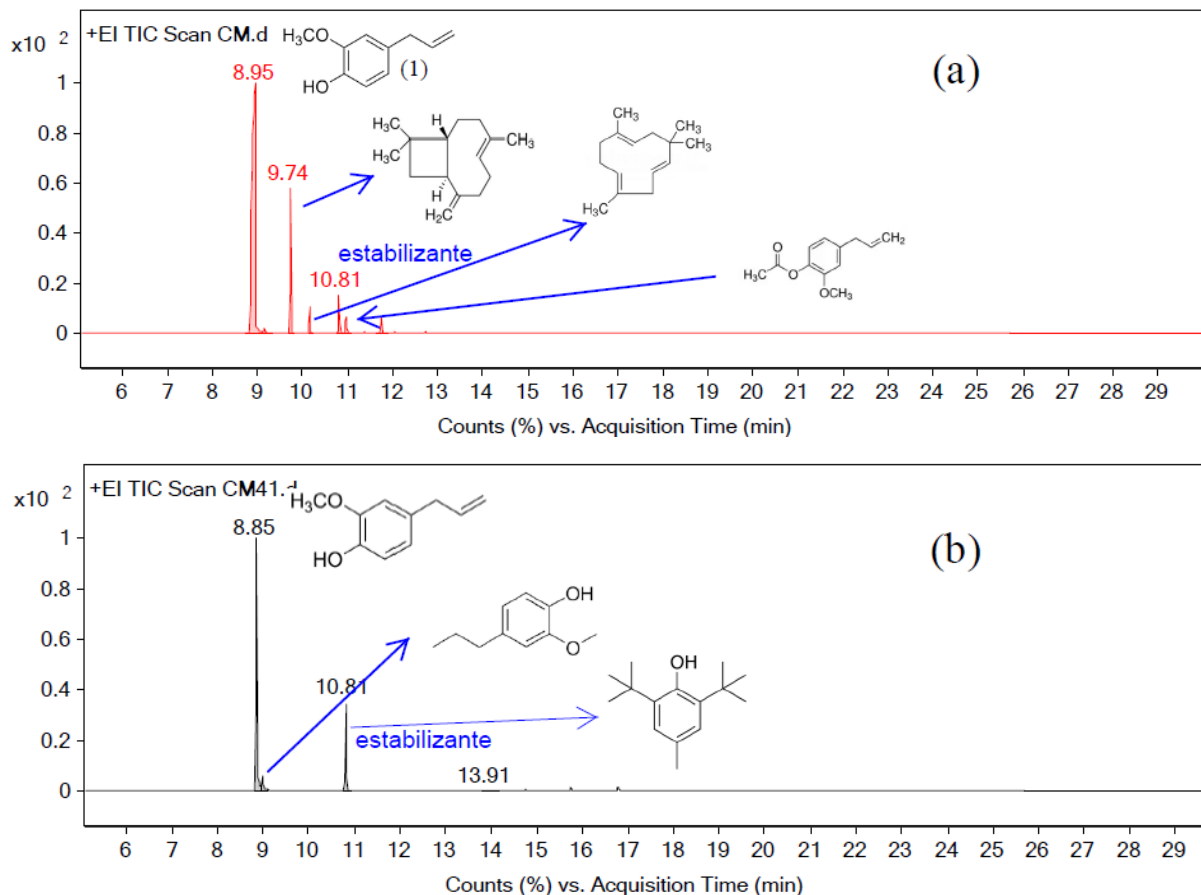 +EI TIC Scan CM.d
x10 2
H₃CO
HO
(1)
(a)
8.95
1
0.8
0.6
0.4
0.2
0
9.74
H₃C
H₃C
H
CH₃
H
H₂C
CH₃
CH₃
CH₃
H₃C
estabilizante
10.81
O
H₃C
O
O
CH₃
CH₂
6 7 8 9 10 11 12 13 14 15 16 17 18 19 20 21 22 23 24 25 26 27 28 29
Counts (%) vs. Acquisition Time (min)
+EI TIC Scan CM41.d
x10 2
H₃CO
HO
(b)
8.85
1
0.8
0.6
0.4
0.2
0
OH
O
OH
10.81
estabilizante
13.91
6 7 8 9 10 11 12 13 14 15 16 17 18 19 20 21 22 23 24 25 26 27 28 29
Counts (%) vs. Acquisition Time (min)